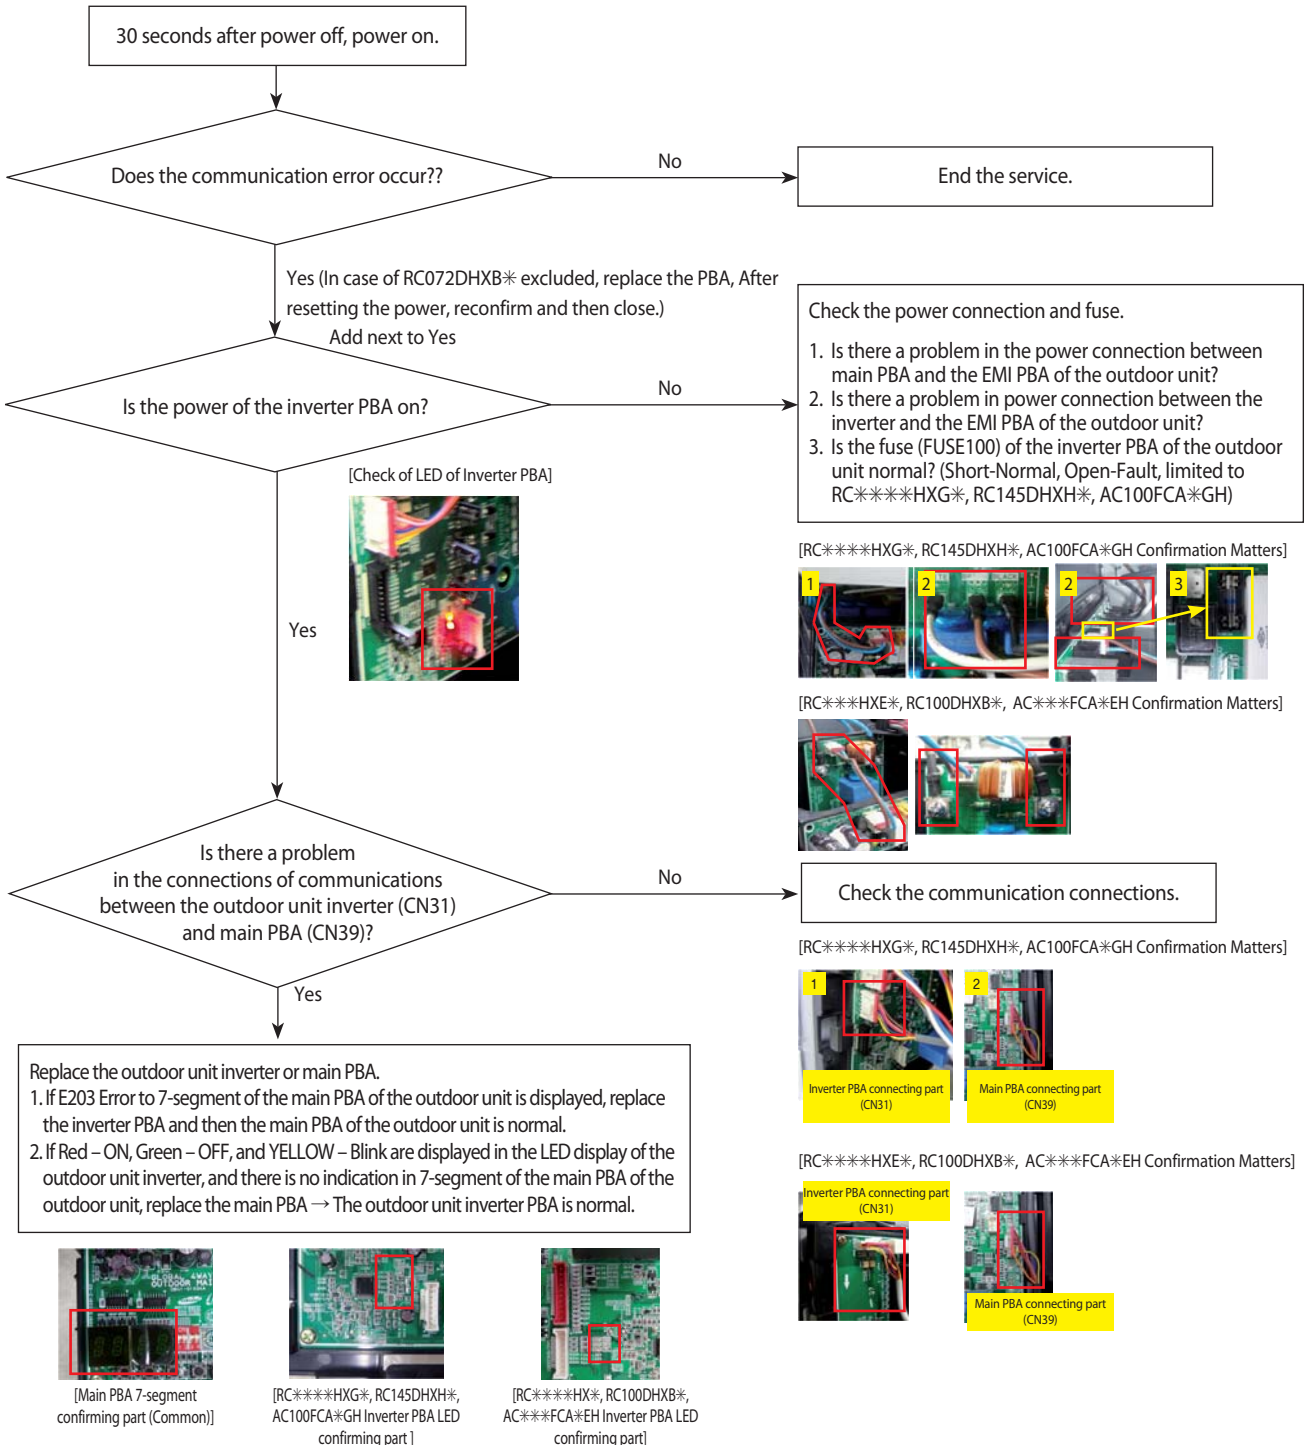 30 seconds after power off, power on.
Does the communication error occur??
No
End the service.
Yes (In case of RC072DHXB✳ excluded, replace the PBA, After
resetting the power, reconfirm and then close.)
Add next to Yes
Is the power of the inverter PBA on?
No
Check the power connection and fuse.
1. Is there a problem in the power connection between
main PBA and the EMI PBA of the outdoor unit?
2. Is there a problem in power connection between the
inverter and the EMI PBA of the outdoor unit?
3. Is the fuse (FUSE100) of the inverter PBA of the outdoor
unit normal? (Short-Normal, Open-Fault, limited to
RC✳✳✳✳HXG✳, RC145DHXH✳, AC100FCA✳GH)
[Check of LED of Inverter PBA]
Yes
[RC✳✳✳✳HXG✳, RC145DHXH✳, AC100FCA✳GH Confirmation Matters]
1
2
2
3
[RC✳✳✳HXE✳, RC100DHXB✳, AC✳✳✳FCA✳EH Confirmation Matters]
Is there a problem
in the connections of communications
between the outdoor unit inverter (CN31)
and main PBA (CN39)?
No
Check the communication connections.
[RC✳✳✳✳HXG✳, RC145DHXH✳, AC100FCA✳GH Confirmation Matters]
1
2
Inverter PBA connecting part
(CN31)
Main PBA connecting part
(CN39)
Yes
Replace the outdoor unit inverter or main PBA.
1. If E203 Error to 7-segment of the main PBA of the outdoor unit is displayed, replace
the inverter PBA and then the main PBA of the outdoor unit is normal.
2. If Red – ON, Green – OFF, and YELLOW – Blink are displayed in the LED display of the
outdoor unit inverter, and there is no indication in 7-segment of the main PBA of the
outdoor unit, replace the main PBA → The outdoor unit inverter PBA is normal.
[RC✳✳✳✳HXE✳, RC100DHXB✳, AC✳✳✳FCA✳EH Confirmation Matters]
Inverter PBA connecting part
(CN31)
Main PBA connecting part
(CN39)
GLOBAL 4WAY
OUTDOOR MAI
[Main PBA 7-segment
confirming part (Common)]
[RC✳✳✳✳HXG✳, RC145DHXH✳,
AC100FCA✳GH Inverter PBA LED
confirming part ]
[RC✳✳✳✳HX✳, RC100DHXB✳,
AC✳✳✳FCA✳EH Inverter PBA LED
confirming part]